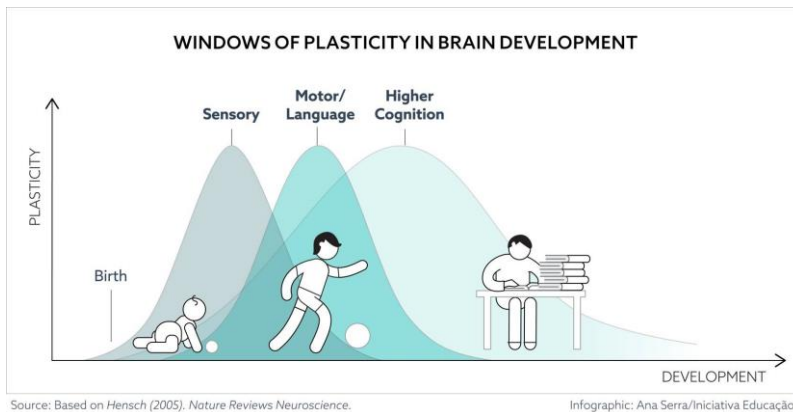 WINDOWS OF PLASTICITY IN BRAIN DEVELOPMENT
Sensory
Motor/
Language
Higher
Cognition
PLASTICITY
Birth
DEVELOPMENT
Source: Based on Hensch (2005). Nature Reviews Neuroscience.
Infographic: Ana Serra/Iniciativa Educação